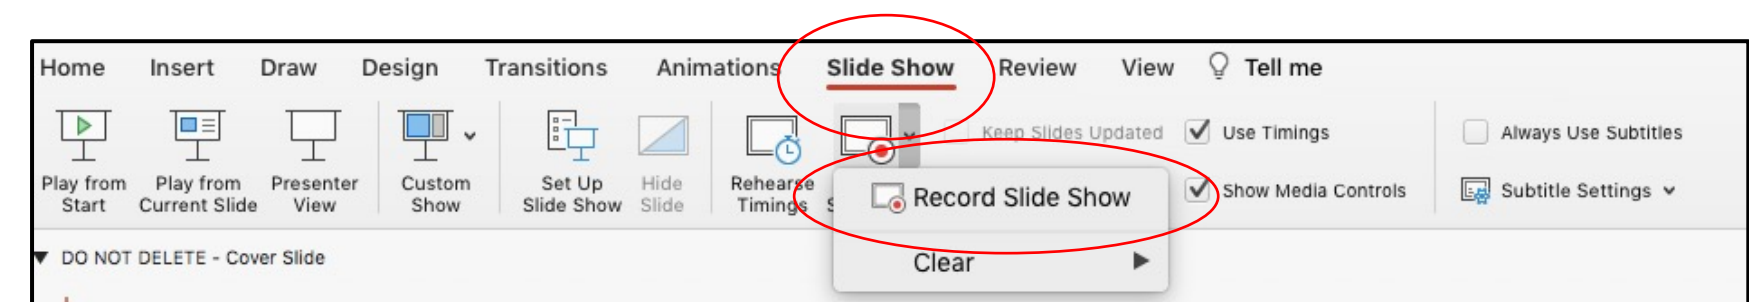 Home Insert Draw Design Transitions Animations Slide Show Review View Tell me
Keep Slides Updated Use Timings Always Use Subtitles
Play from Start
Play from Current Slide
Presenter View
Custom Show
Set Up Slide Show
Hide Slide
Rehearse Timings
Record Slide Show
Show Media Controls
Subtitle Settings
Clear
DO NOT DELETE - Cover Slide